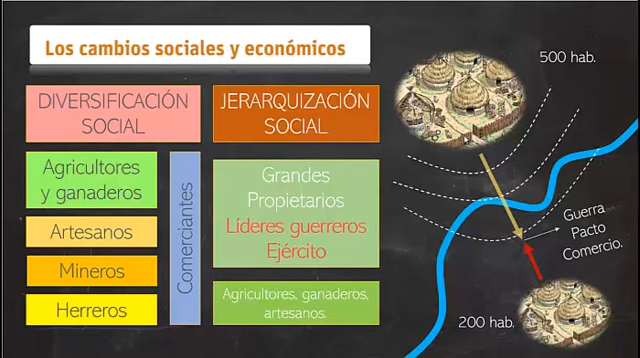 Los cambios sociales y económicos
DIVERSIFICACIÓN
SOCIAL
JERARQUIZACIÓN
SOCIAL
Agricultores
y ganaderos
Artesanos
Mineros
Herreros
Comerciantes
Grandes
Propietarios
Líderes guerreros
Ejército
Agricultores, ganaderos,
artesanos.
500 hab.
Guerra
Pacto
Comercio.
200 hab.